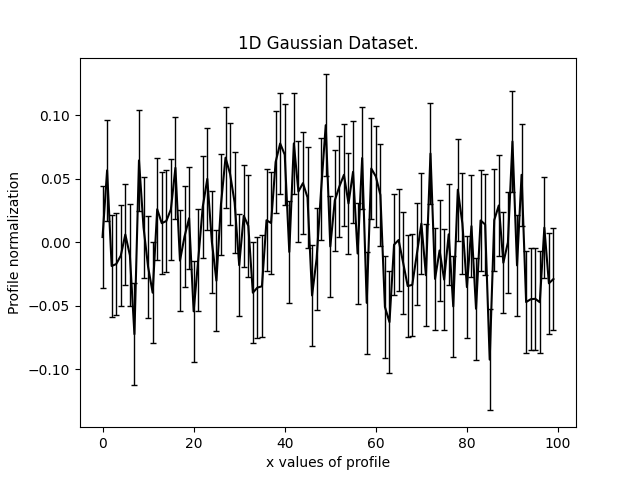 1D Gaussian Dataset.
Profile normalization
0.10
0.05
0.00
−0.05
−0.10
0 20 40 60 80 100
x values of profile